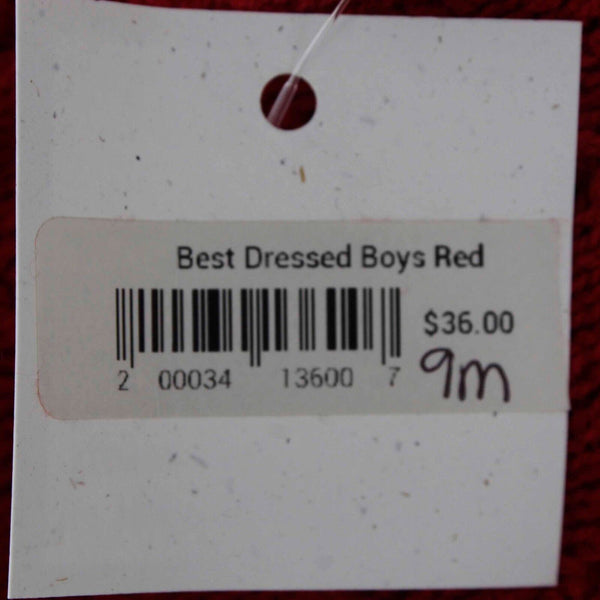 Best Dressed Boys Red
$36.00
2 00034 13600 7
9m